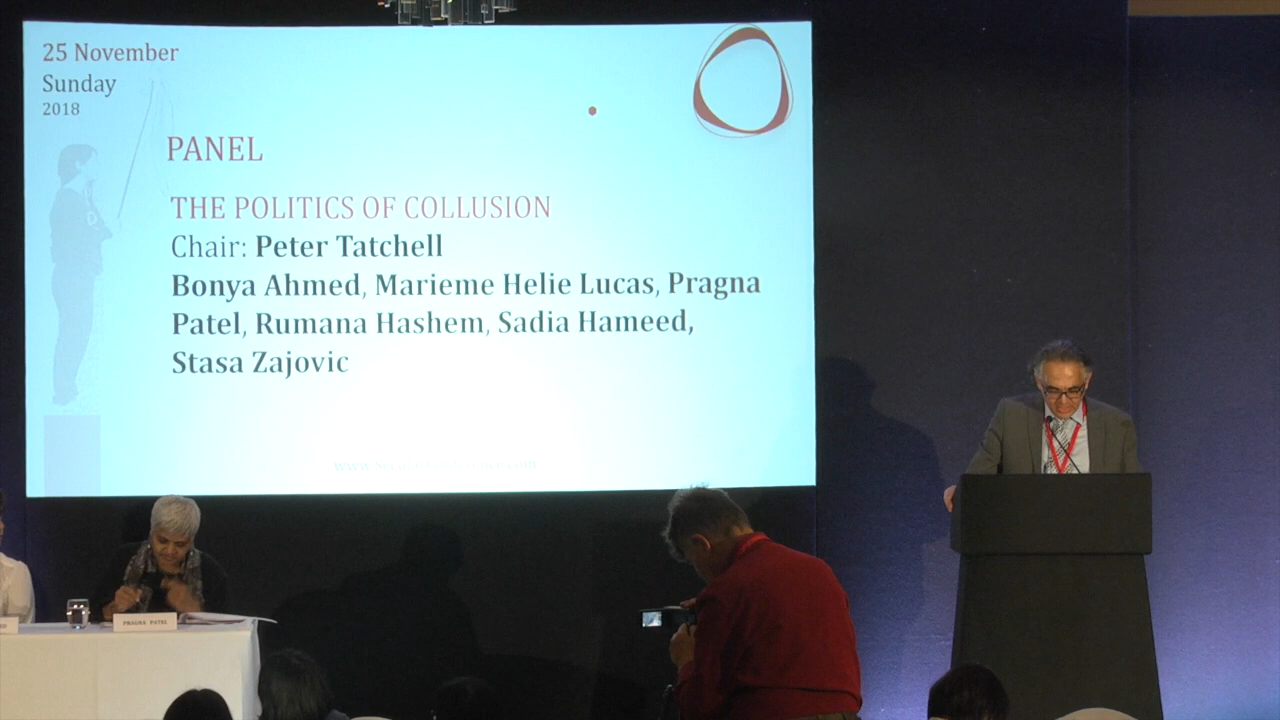 25 November
Sunday
2018
PANEL
THE POLITICS OF COLLUSION
Chair: Peter Tatchell
Bonya Ahmed, Marieme Helie Lucas, Pragna
Patel, Rumana Hashem, Sadia Hameed,
Stasa Zajovic
PRAGNA PATEL